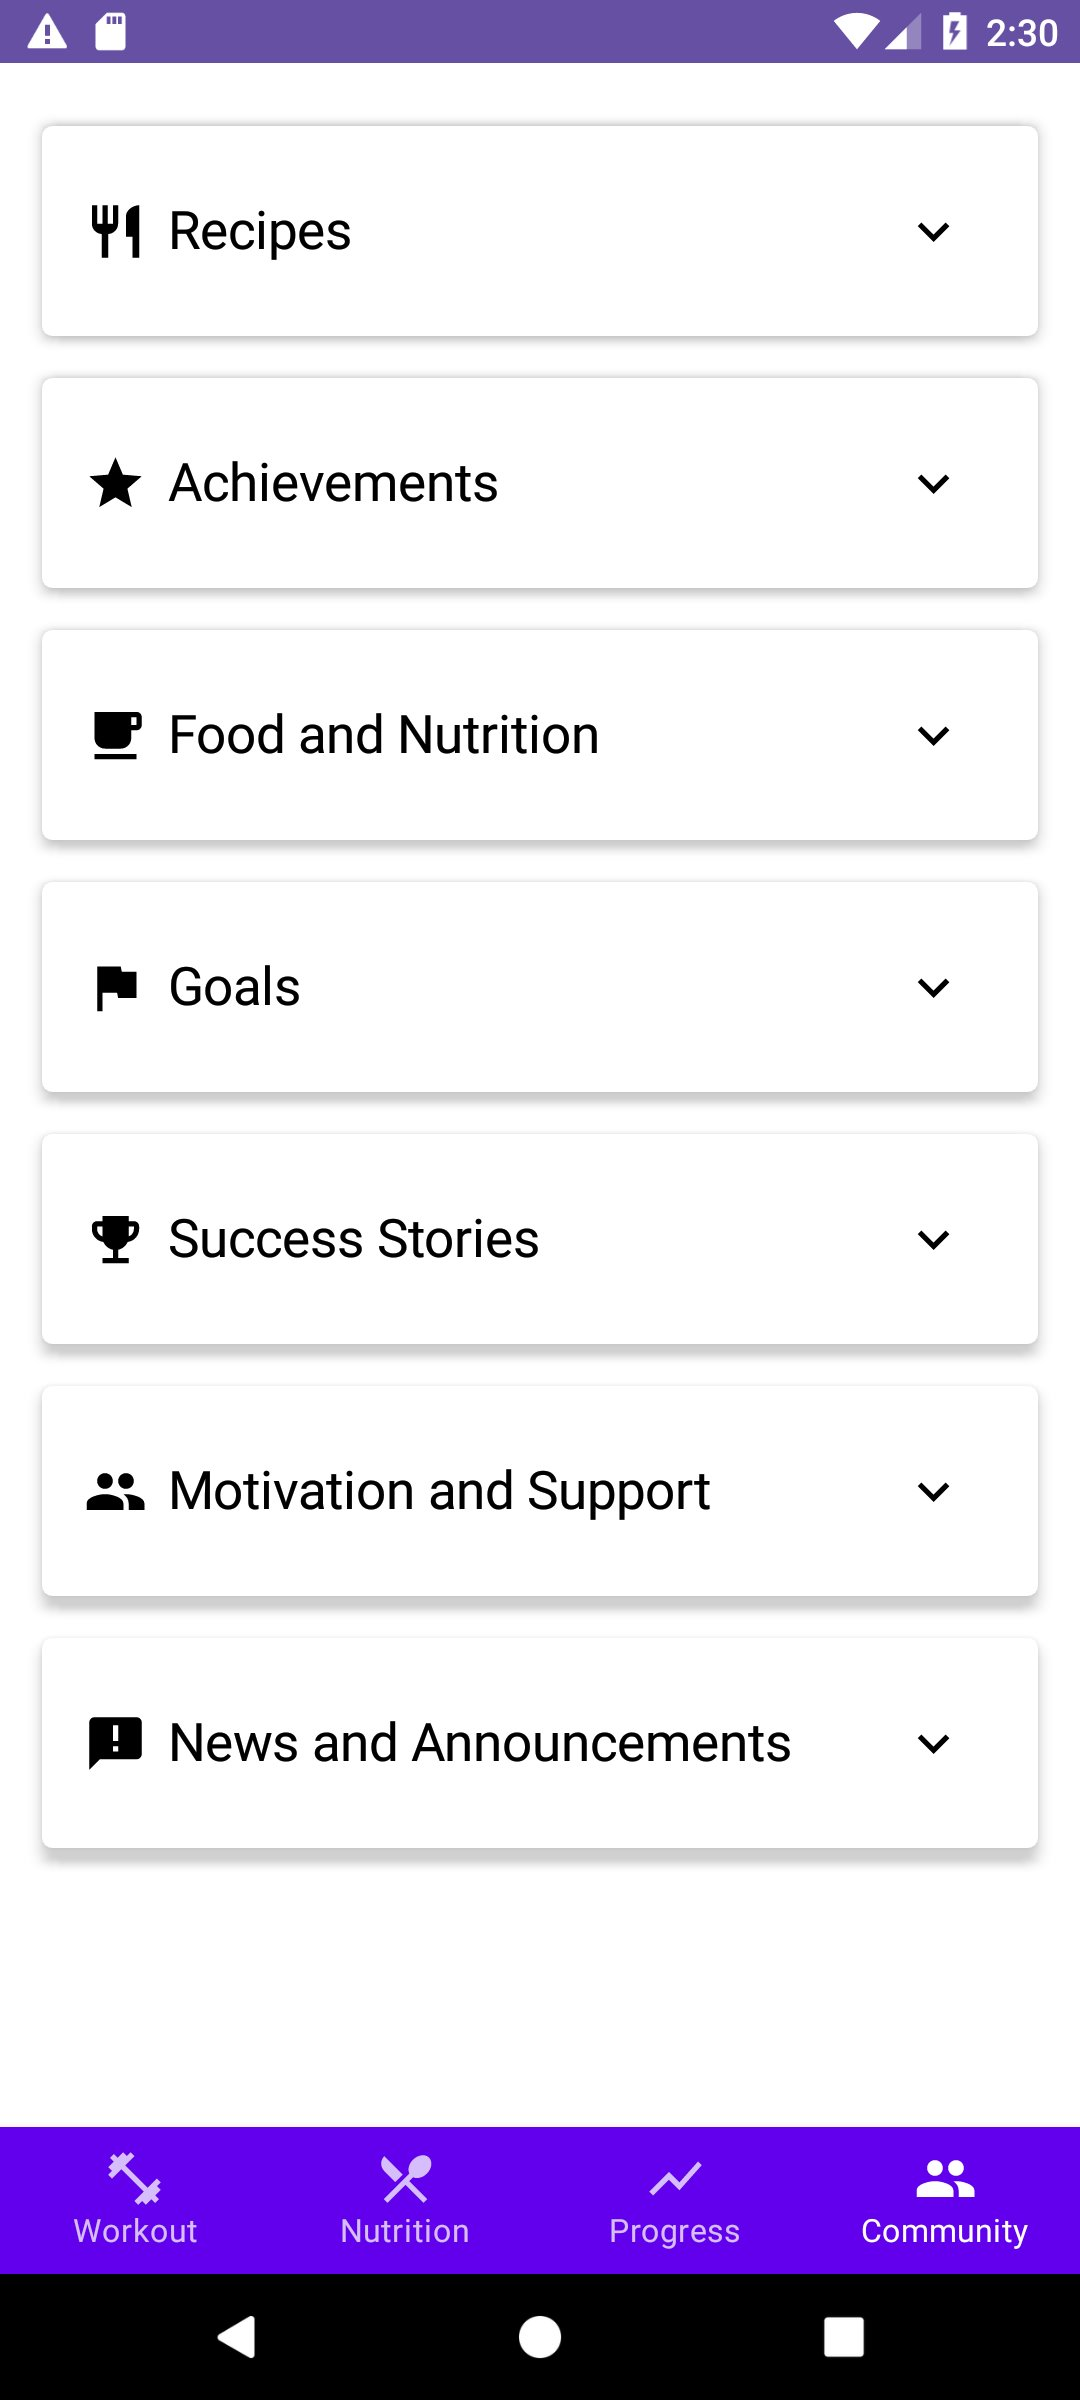 2:30
Recipes
Achievements
Food and Nutrition
Goals
Success Stories
Motivation and Support
News and Announcements
Workout
Nutrition
Progress
Community